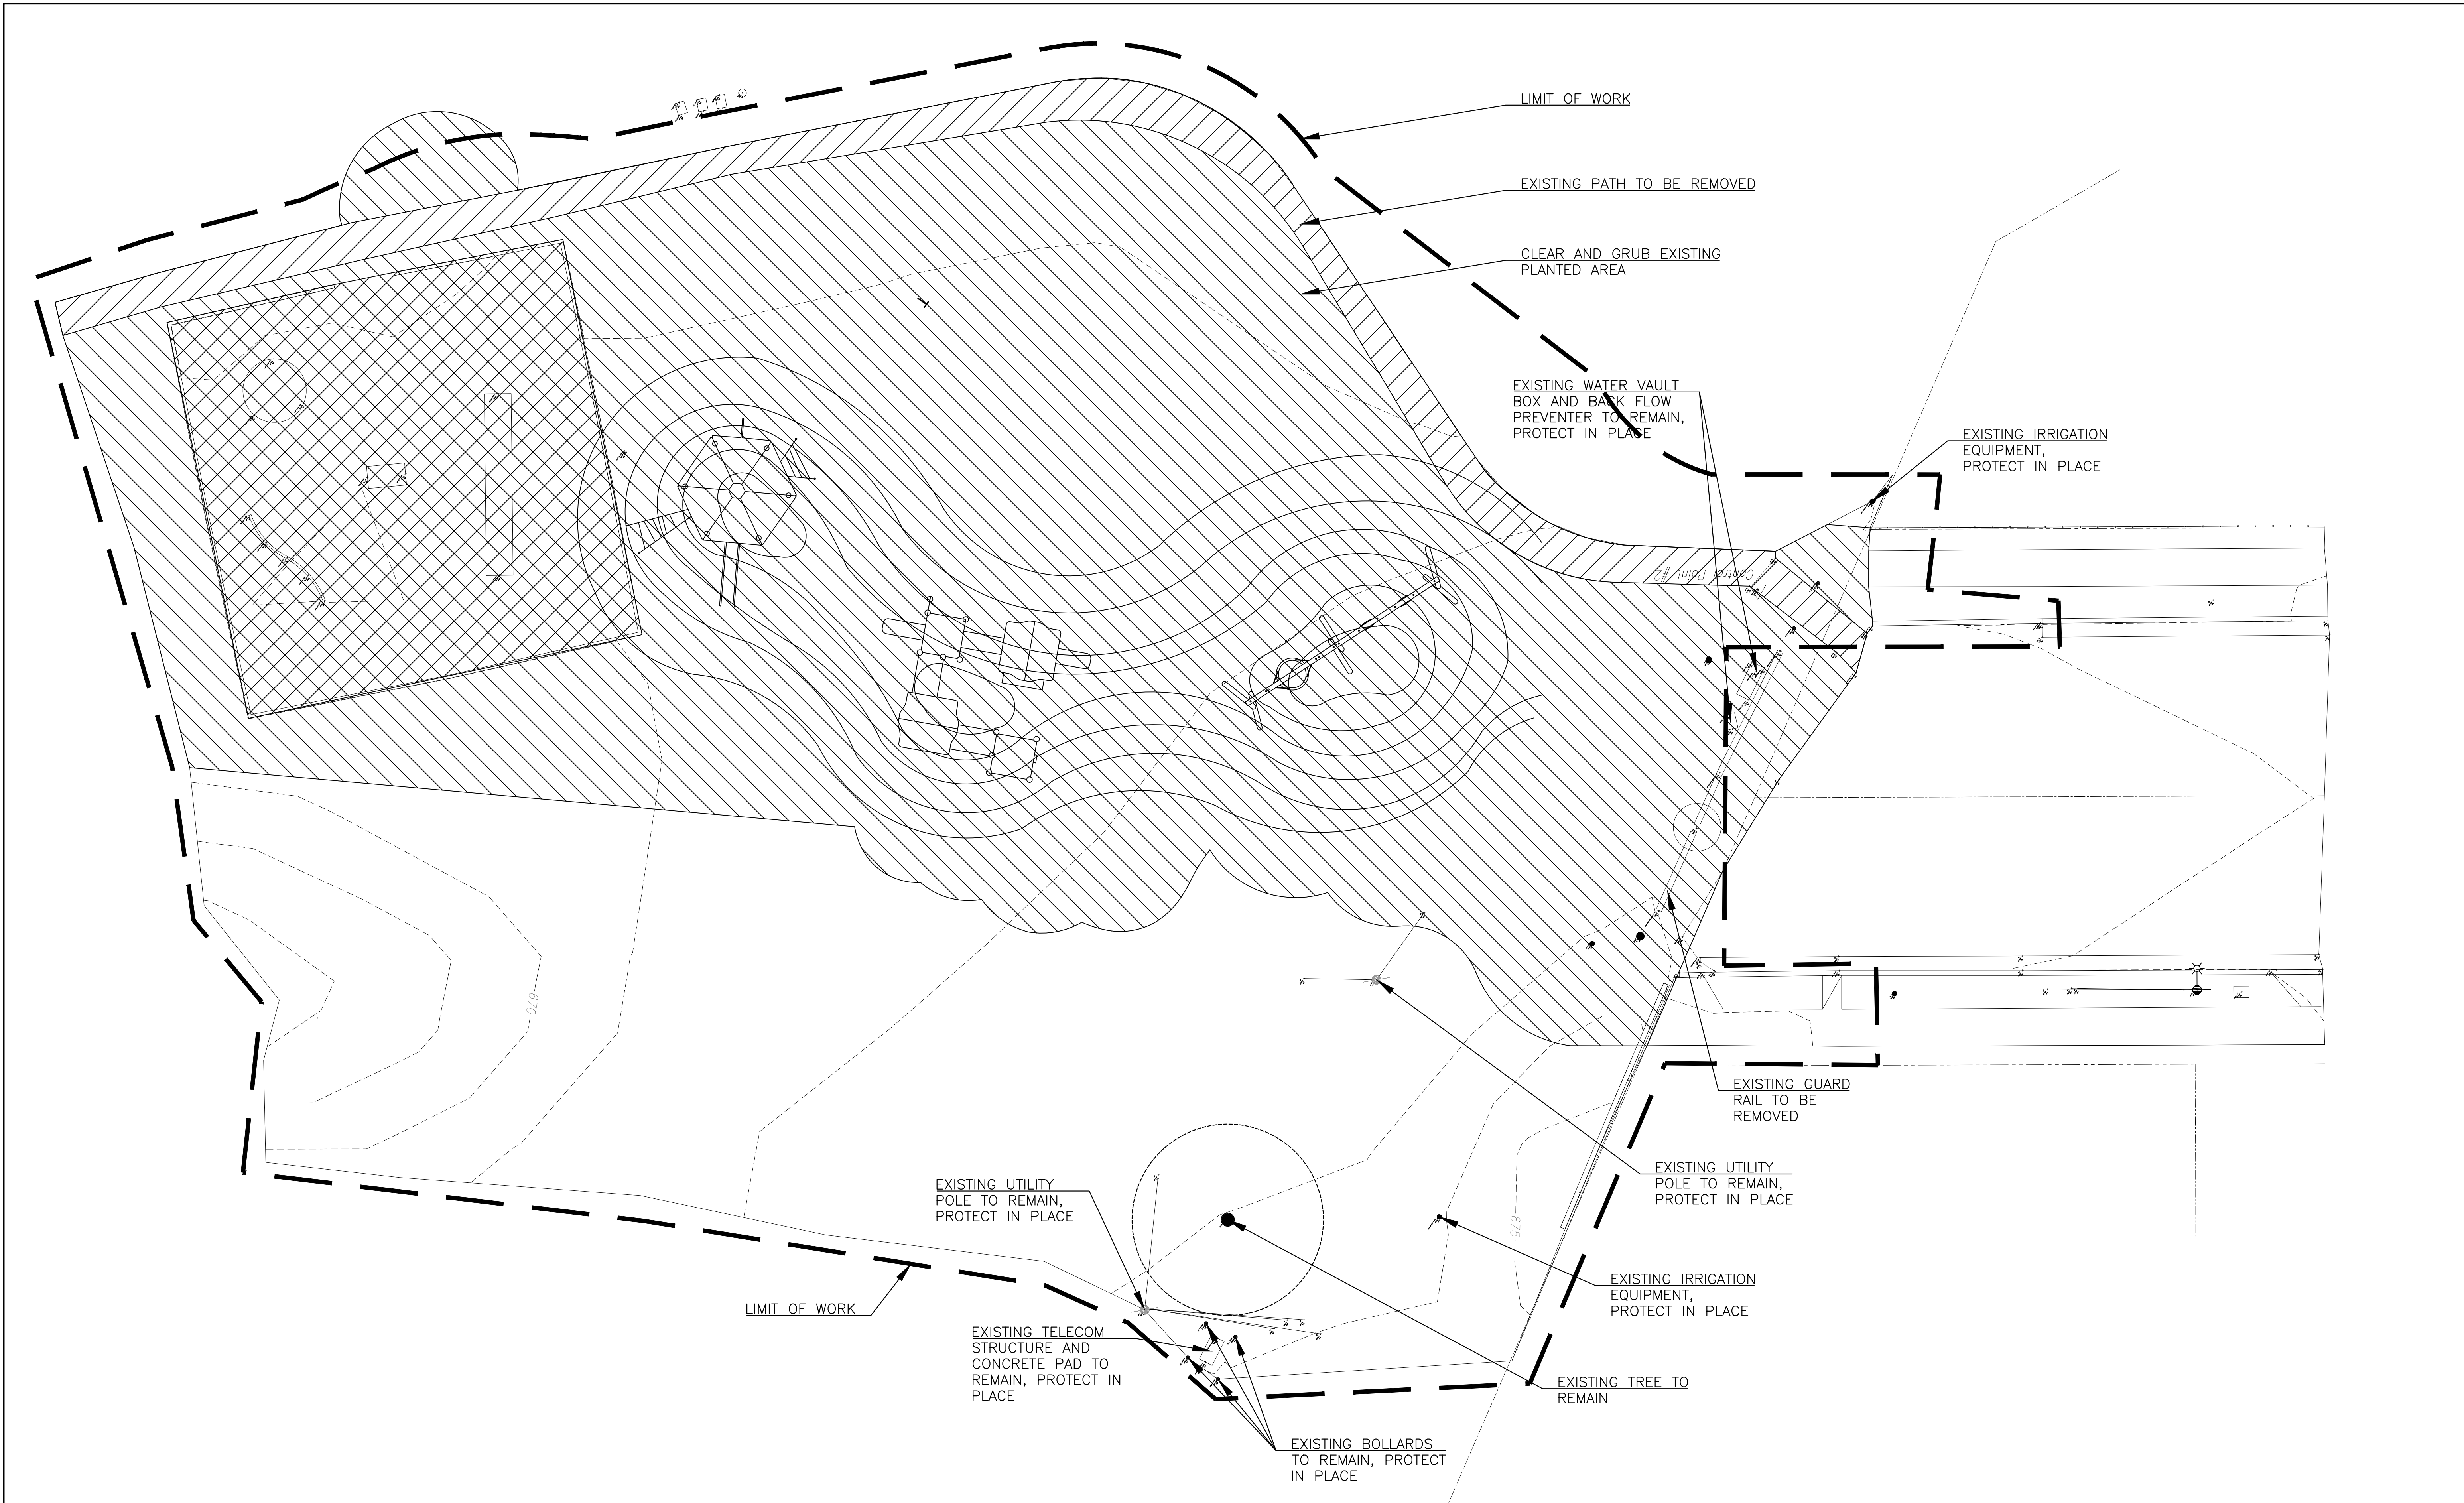 LIMIT OF WORK
EXISTING PATH TO BE REMOVED
CLEAR AND GRUB EXISTING
PLANTED AREA
EXISTING WATER VAULT
BOX AND BACK FLOW
PREVENTER TO REMAIN,
PROTECT IN PLACE
EXISTING IRRIGATION
EQUIPMENT,
PROTECT IN PLACE
Control Point #2
670
EXISTING GUARD
RAIL TO BE
REMOVED
EXISTING UTILITY
POLE TO REMAIN,
PROTECT IN PLACE
EXISTING UTILITY
POLE TO REMAIN,
PROTECT IN PLACE
675
EXISTING IRRIGATION
EQUIPMENT,
PROTECT IN PLACE
LIMIT OF WORK
EXISTING TELECOM
STRUCTURE AND
CONCRETE PAD TO
REMAIN, PROTECT IN
PLACE
EXISTING TREE TO
REMAIN
EXISTING BOLLARDS
TO REMAIN, PROTECT
IN PLACE